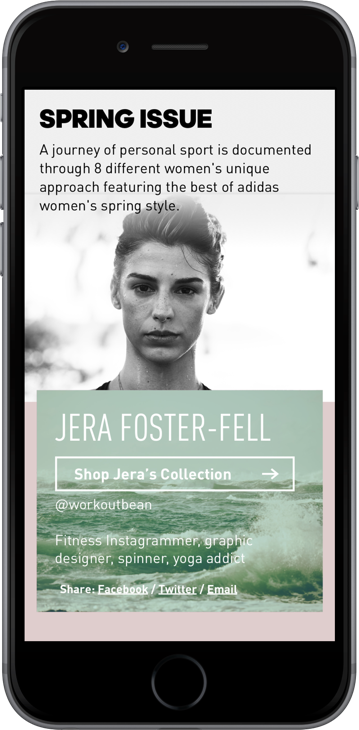 SPRING ISSUE
A journey of personal sport is documented
through 8 different women's unique
approach featuring the best of adidas
women's spring style.
JERA FOSTER-FELL
Shop Jera's Collection →
@workoutbean
Fitness Instagrammer, graphic
designer, spinner, yoga addict
Share: Facebook / Twitter / Email